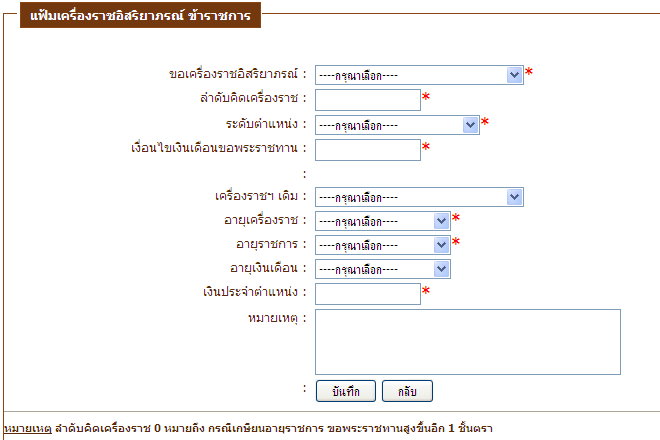 แฟ้มเครื่องราชอิสริยาภรณ์ ข้าราชการ
ขอเครื่องราชอิสริยาภรณ์ : ----กรุณาเลือก---- *
ลำดับคิดเครื่องราช : *
ระดับตำแหน่ง : ----กรุณาเลือก---- *
เงื่อนไขเงินเดือนขอพระราชทาน : *
:
เครื่องราชฯ เดิม : ----กรุณาเลือก----
อายุเครื่องราช : ----กรุณาเลือก---- *
อายุราชการ : ----กรุณาเลือก---- *
อายุเงินเดือน : ----กรุณาเลือก----
เงินประจำตำแหน่ง : *
หมายเหตุ :
: บันทึก กลับ
หมายเหตุ ลำดับคิดเครื่องราช 0 หมายถึง กรณีเกษียนอายุราชการ ขอพระราชทานสูงขึ้นอีก 1 ชั้นตรา